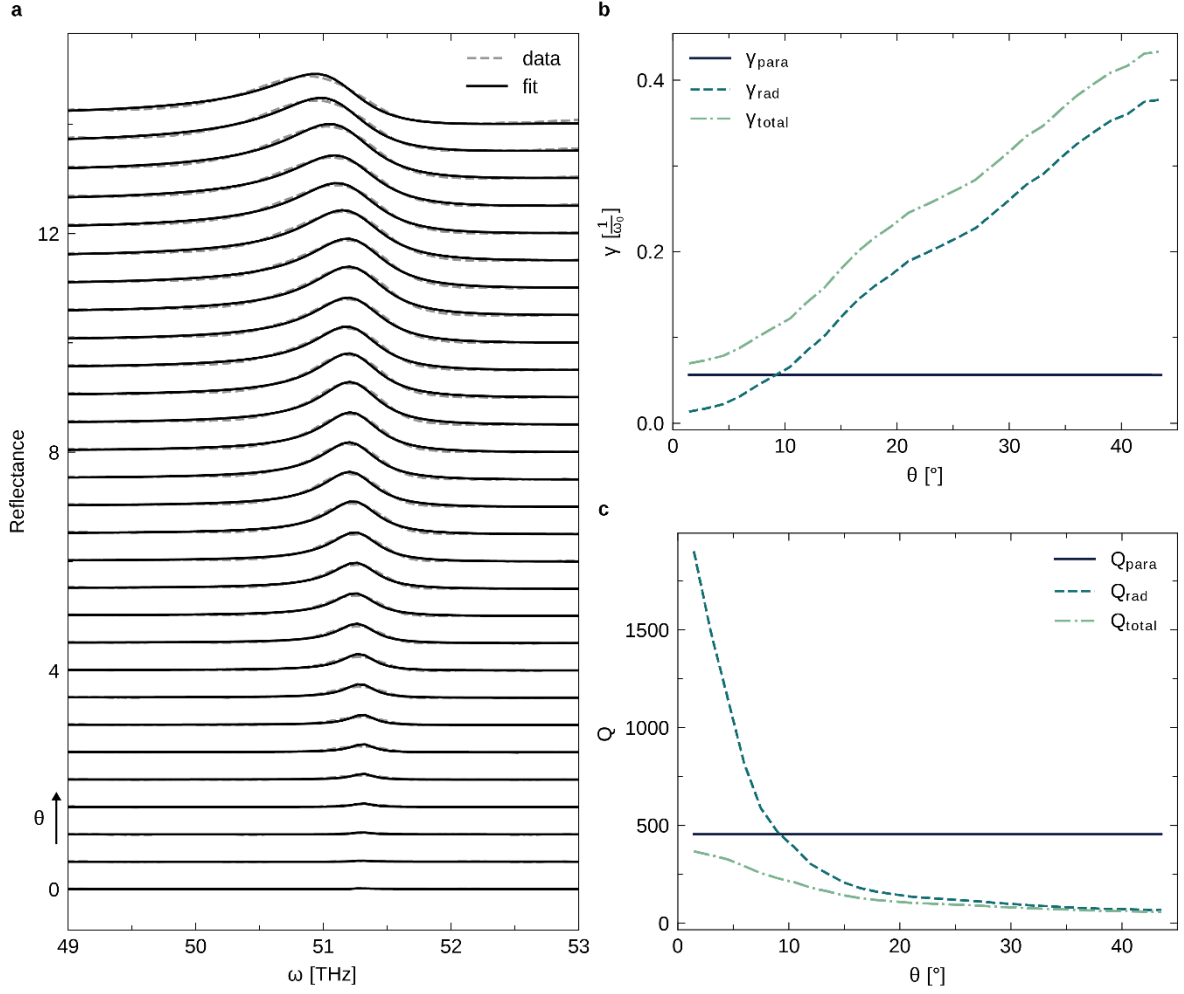 a
data
fit
12
8
4
0
Reflectance
θ
49
50
51
52
53
ω [THz]
b
γpara
γrad
γtotal
0.4
0.2
0.0
γ [1/ω₀]
0
10
20
30
40
θ [°]
c
Qpara
Qrad
Qtotal
1500
1000
500
0
Q
0
10
20
30
40
θ [°]